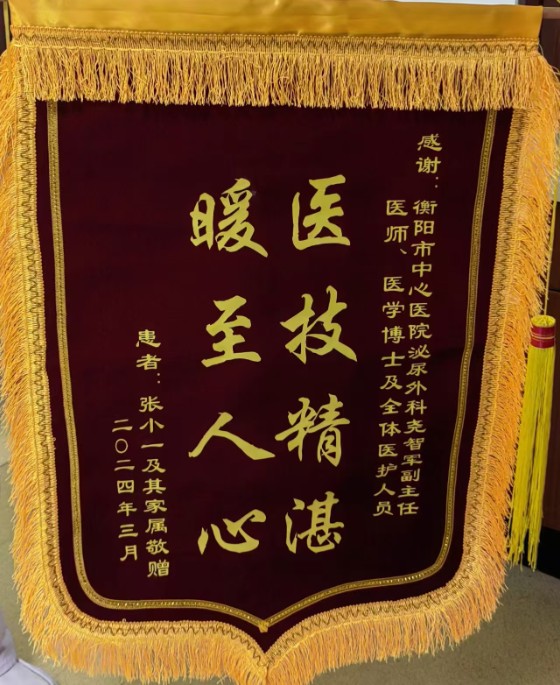 感谢：衡阳市中心医院泌尿外科尧智军副主任
医师、医学博士及全体医护人员
医技精湛
暖至人心
患者：张小一及其家属敬赠
二〇二四年三月